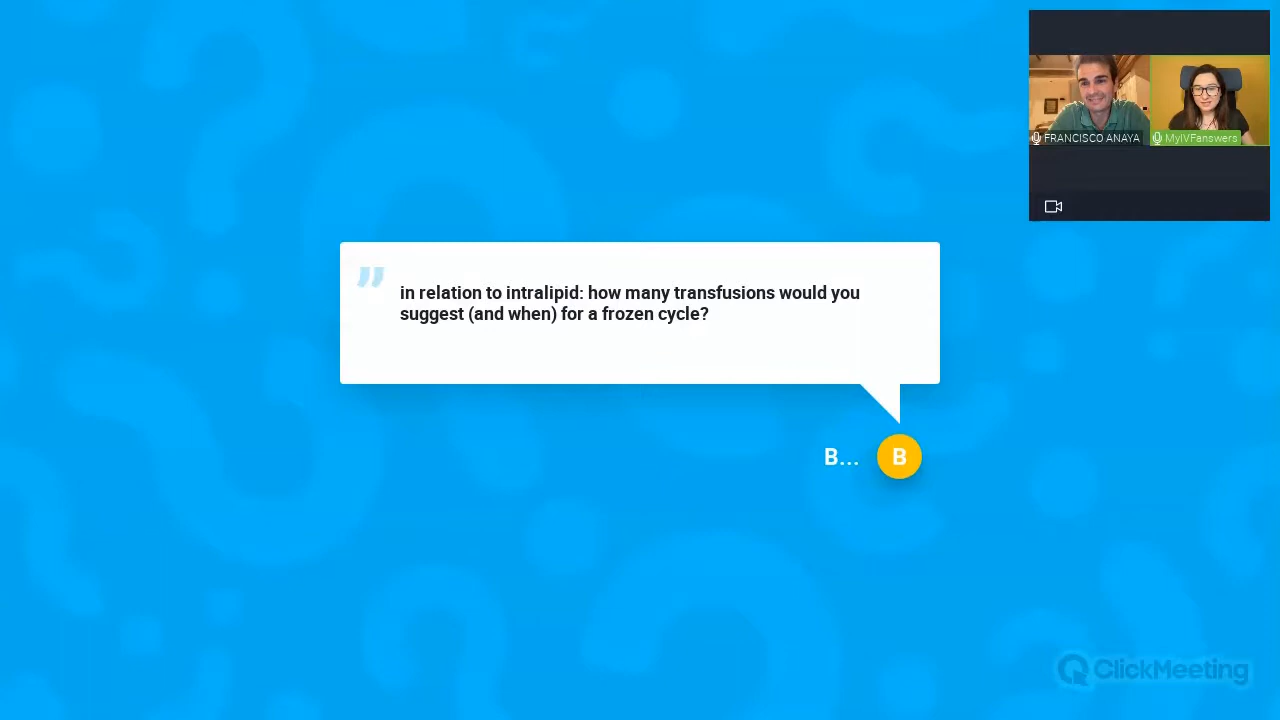 FRANCISCO ANAYA
MyIVFanswers
in relation to intralipid: how many transfusions would you
suggest (and when) for a frozen cycle?
B...
B
ClickMeeting